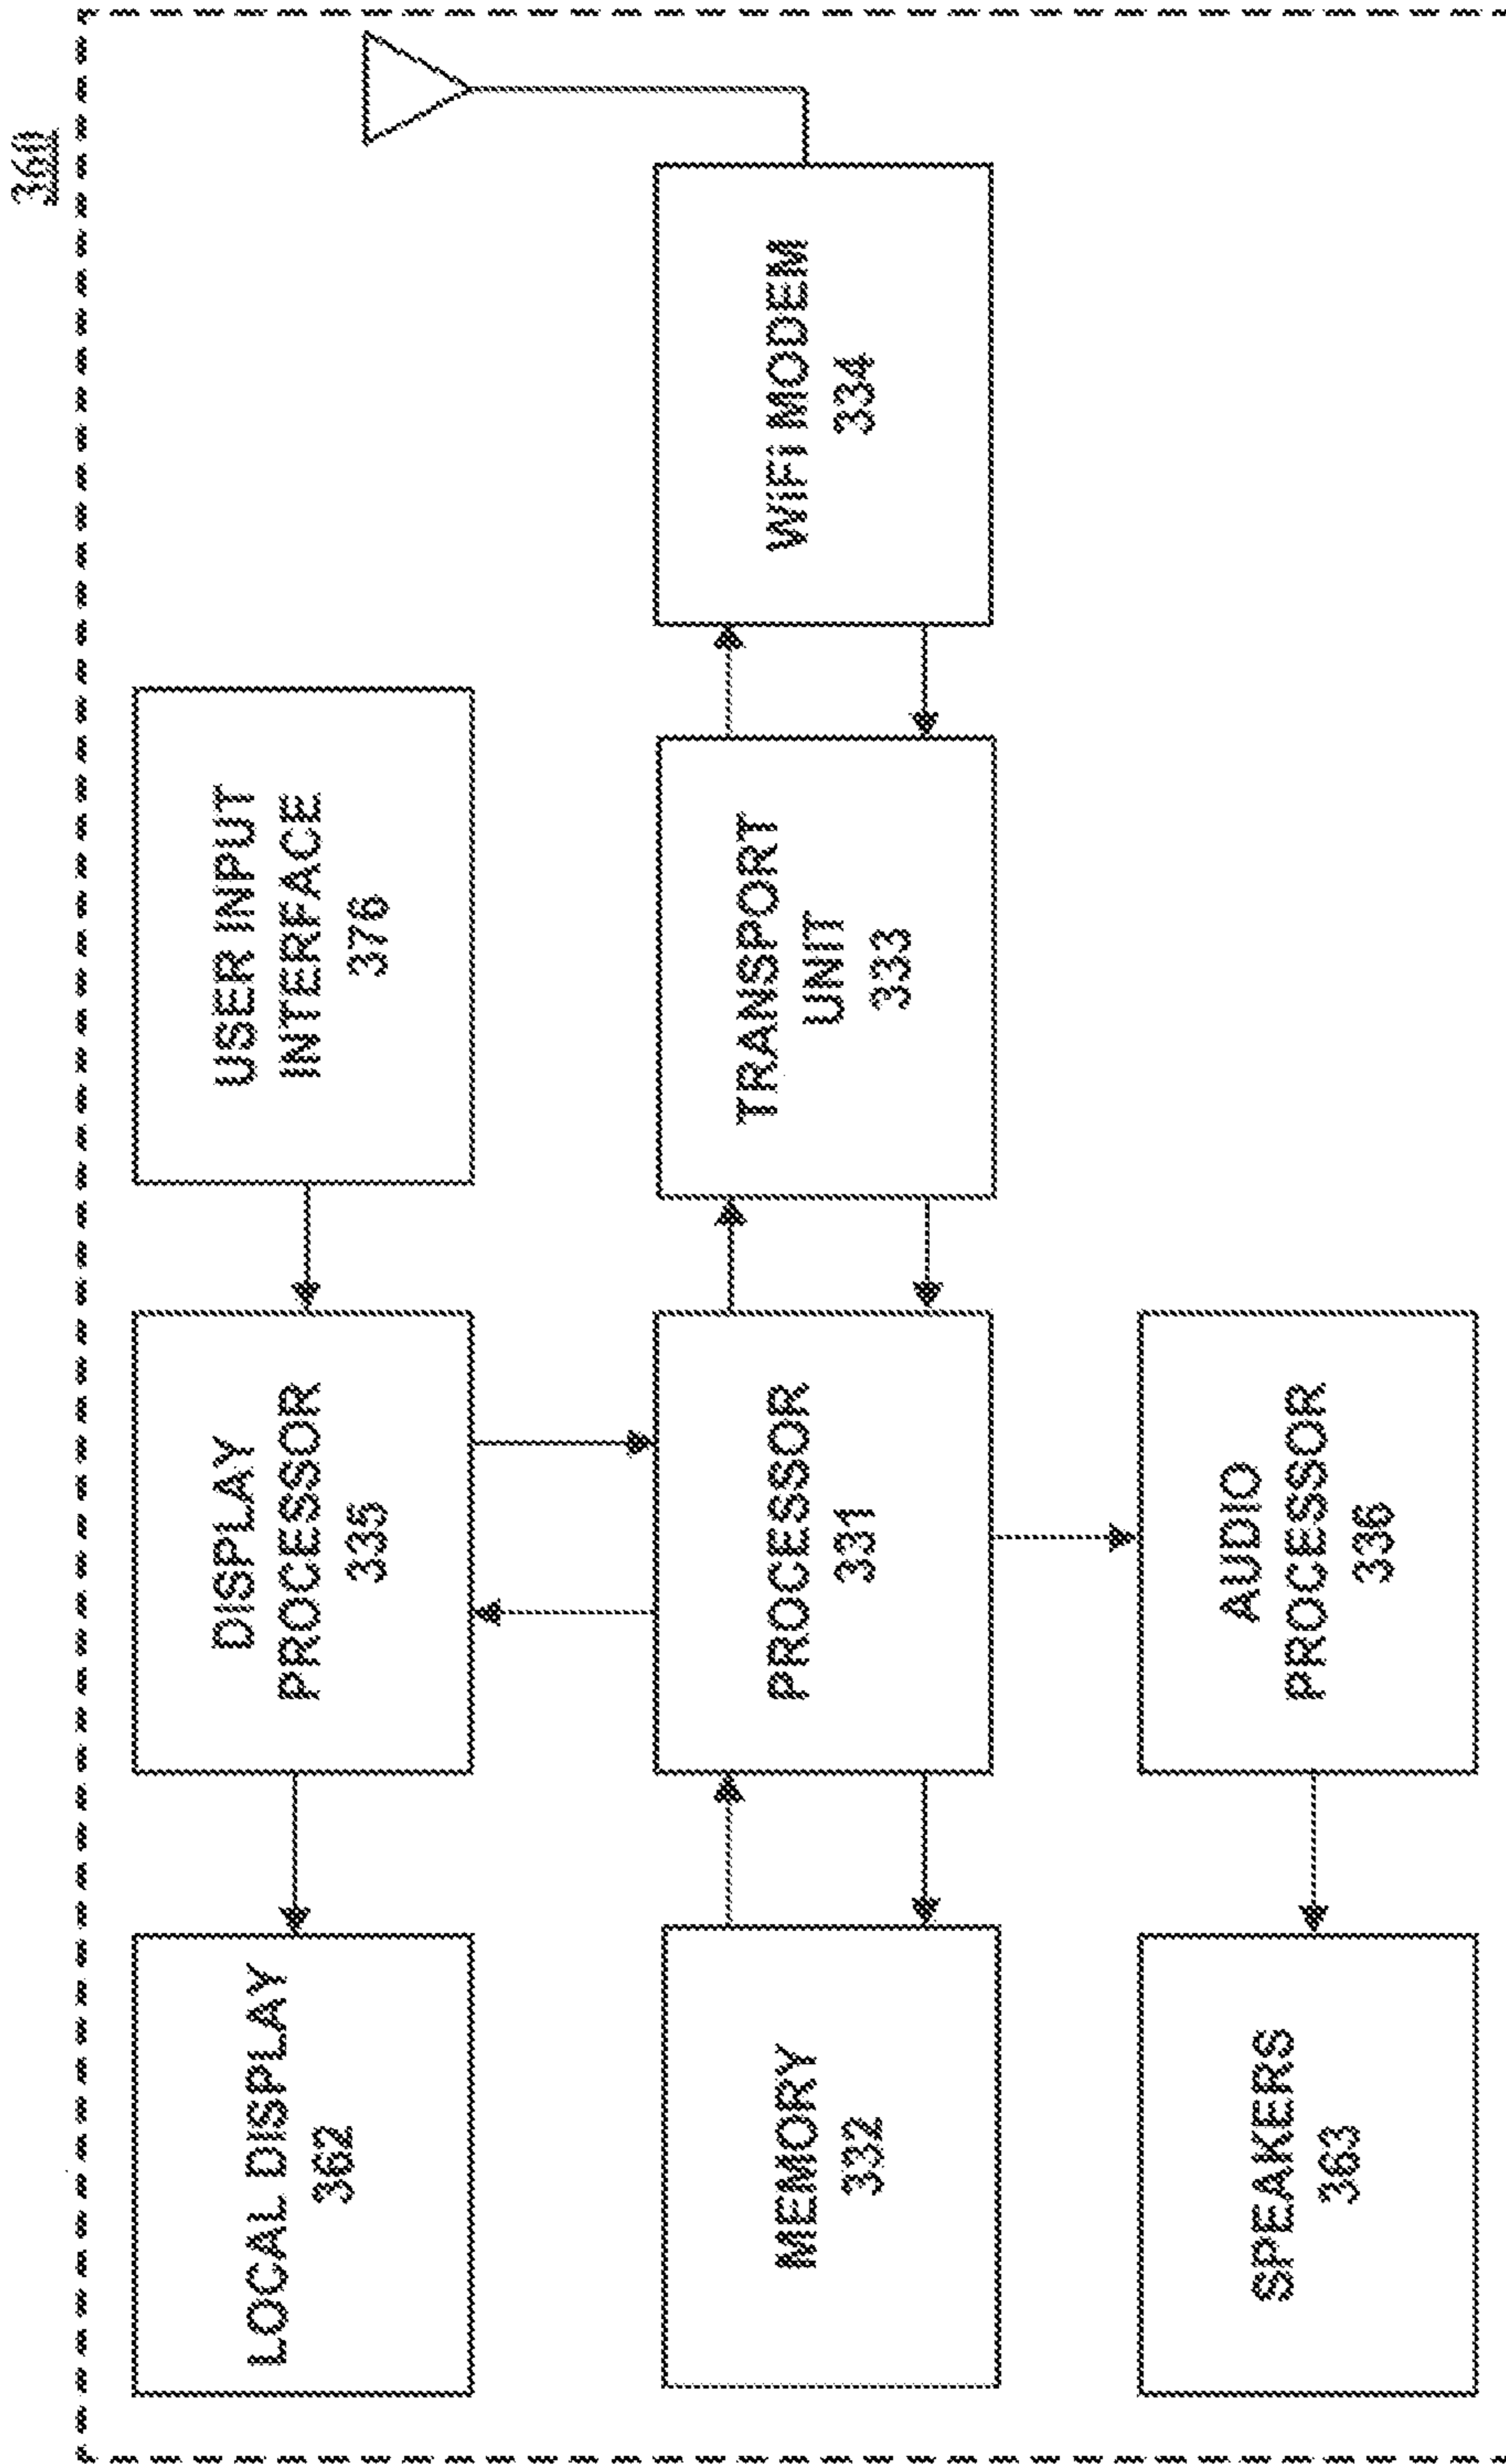 360
LOCAL DISPLAY
362
DISPLAY
PROCESSOR
335
USER INPUT
INTERFACE
376
MEMORY
332
PROCESSOR
331
TRANSPORT
UNIT
333
WiFi MODEM
334
SPEAKERS
363
AUDIO
PROCESSOR
336